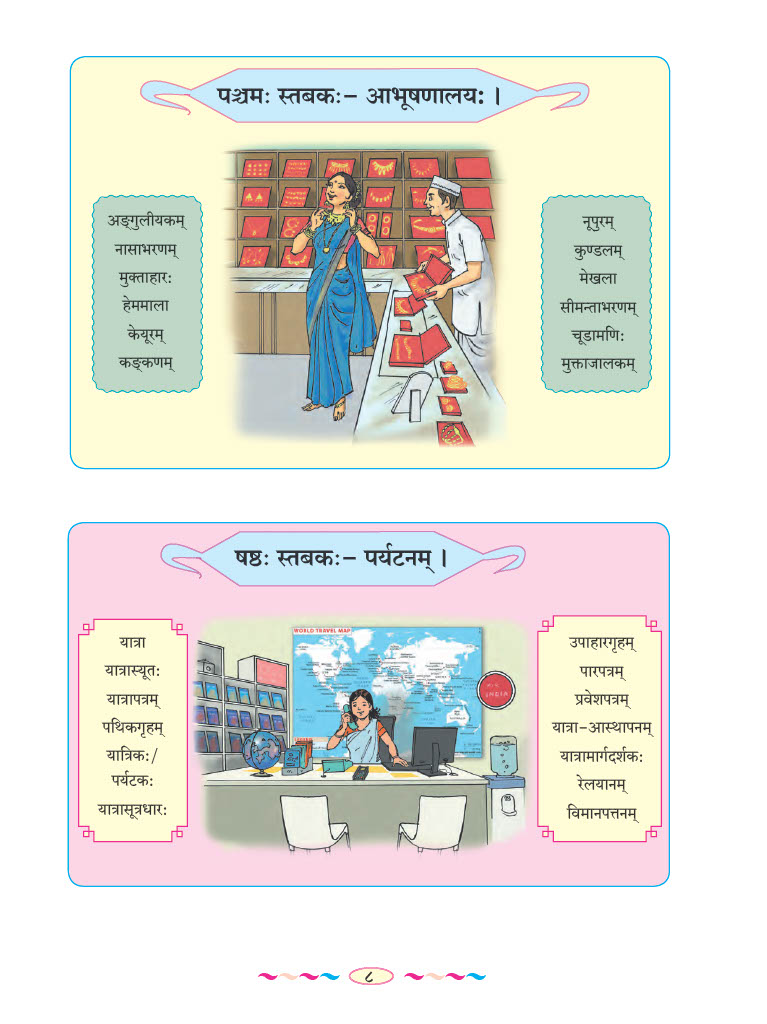 पञ्चमः स्तबकः– आभूषणालयः ।
अङ्गुलीयकम्
नासाभरणम्
मुक्ताहारः
हेममाला
केयूरम्
कङ्कणम्
नूपुरम्
कुण्डलम्
मेखला
सीमन्ताभरणम्
चूडामणिः
मुक्ताजालकम्
षष्ठः स्तबकः– पर्यटनम् ।
यात्रा
यात्रास्यूतः
यात्रापत्रम्
पथिकगृहम्
यात्रिकः/
पर्यटकः
यात्रासूत्रधारः
WORLD TRAVEL MAP
INDIA
उपाहारगृहम्
पारपत्रम्
प्रवेशपत्रम्
यात्रा-आस्थापनम्
यात्रामार्गदर्शकः
रेलयानम्
विमानपत्तनम्
८